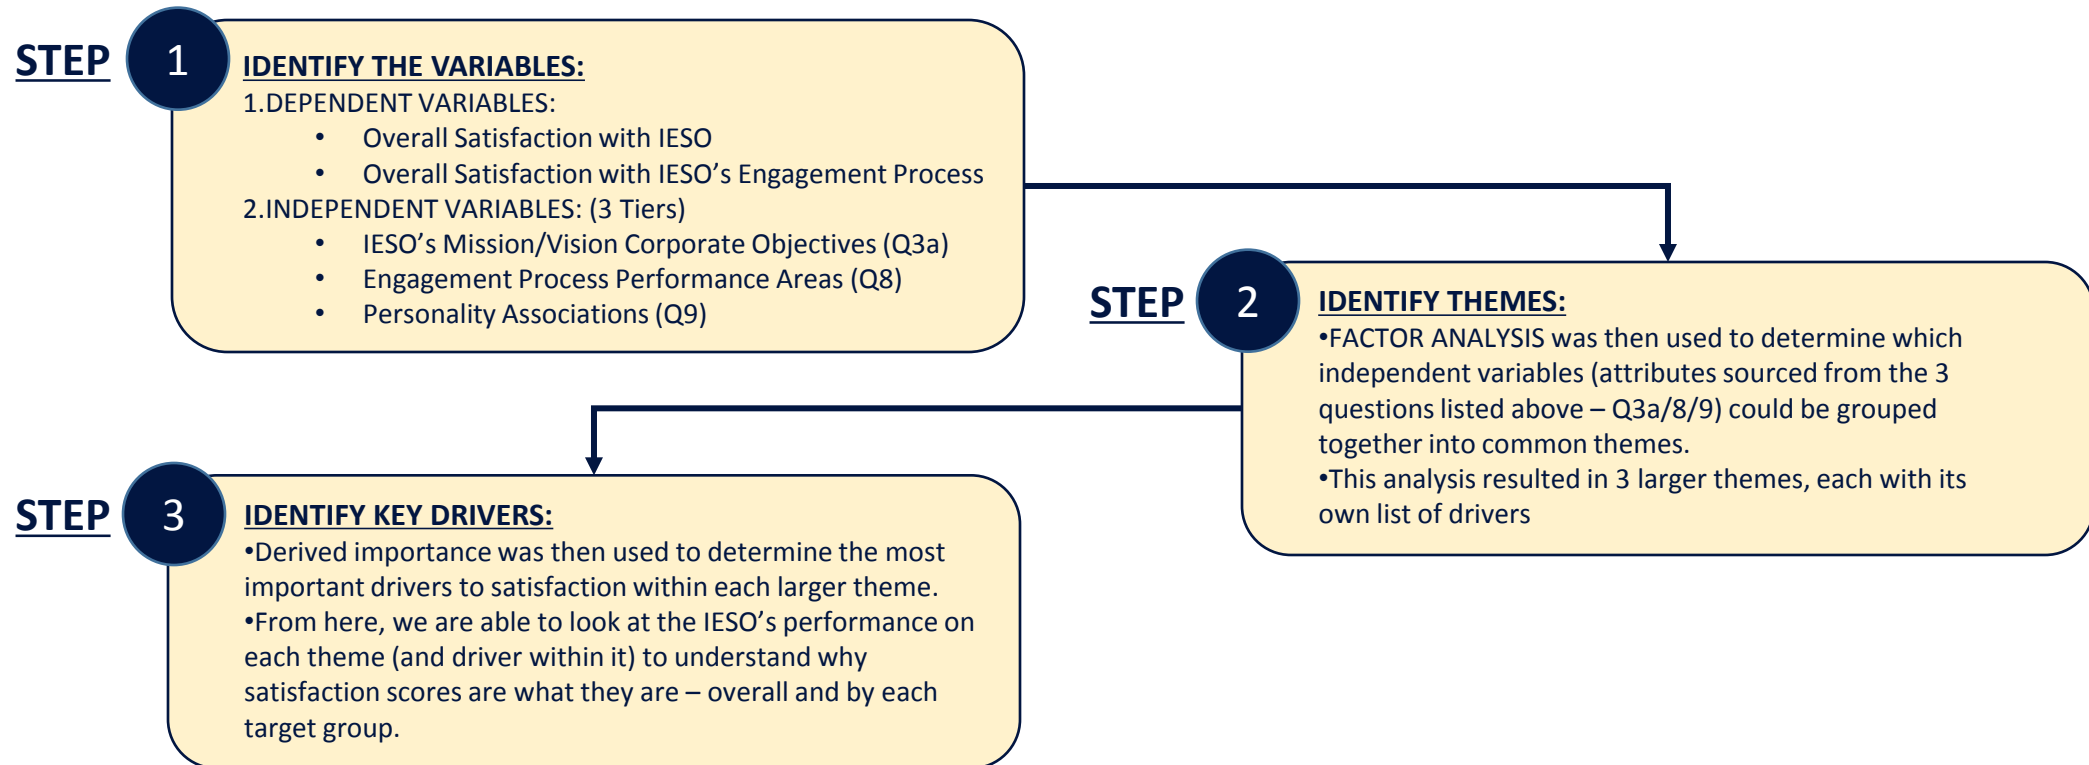 STEP 1
IDENTIFY THE VARIABLES:
1.DEPENDENT VARIABLES:
• Overall Satisfaction with IESO
• Overall Satisfaction with IESO’s Engagement Process
2.INDEPENDENT VARIABLES: (3 Tiers)
• IESO’s Mission/Vision Corporate Objectives (Q3a)
• Engagement Process Performance Areas (Q8)
• Personality Associations (Q9)
STEP 2
IDENTIFY THEMES:
•FACTOR ANALYSIS was then used to determine which
independent variables (attributes sourced from the 3
questions listed above – Q3a/8/9) could be grouped
together into common themes.
•This analysis resulted in 3 larger themes, each with its
own list of drivers
STEP 3
IDENTIFY KEY DRIVERS:
•Derived importance was then used to determine the most
important drivers to satisfaction within each larger theme.
•From here, we are able to look at the IESO’s performance on
each theme (and driver within it) to understand why
satisfaction scores are what they are – overall and by each
target group.